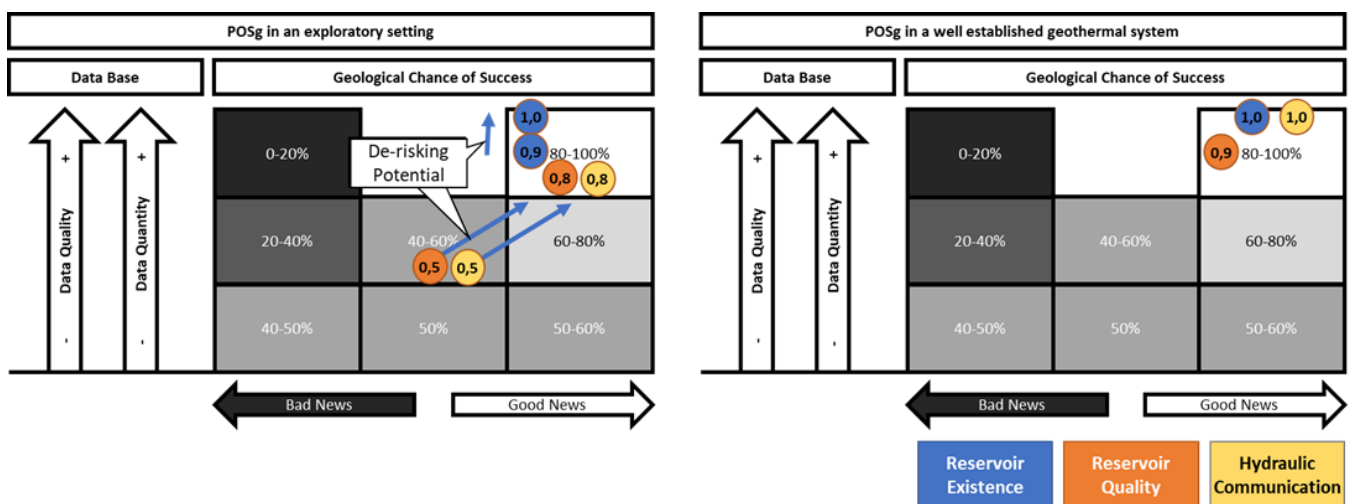 POSg in an exploratory setting
Data Base
Geological Chance of Success
Data Quality
- +
Data Quantity
- +
0-20%
De-risking
Potential
1,0
0,9
80-100%
0,8
0,8
20-40%
40-60%
60-80%
0,5
0,5
40-50%
50%
50-60%
Bad News
Good News
POSg in a well established geothermal system
Data Base
Geological Chance of Success
Data Quality
- +
Data Quantity
- +
0-20%
1,0
1,0
0,9
80-100%
20-40%
40-60%
60-80%
40-50%
50%
50-60%
Bad News
Good News
Reservoir
Existence
Reservoir
Quality
Hydraulic
Communication